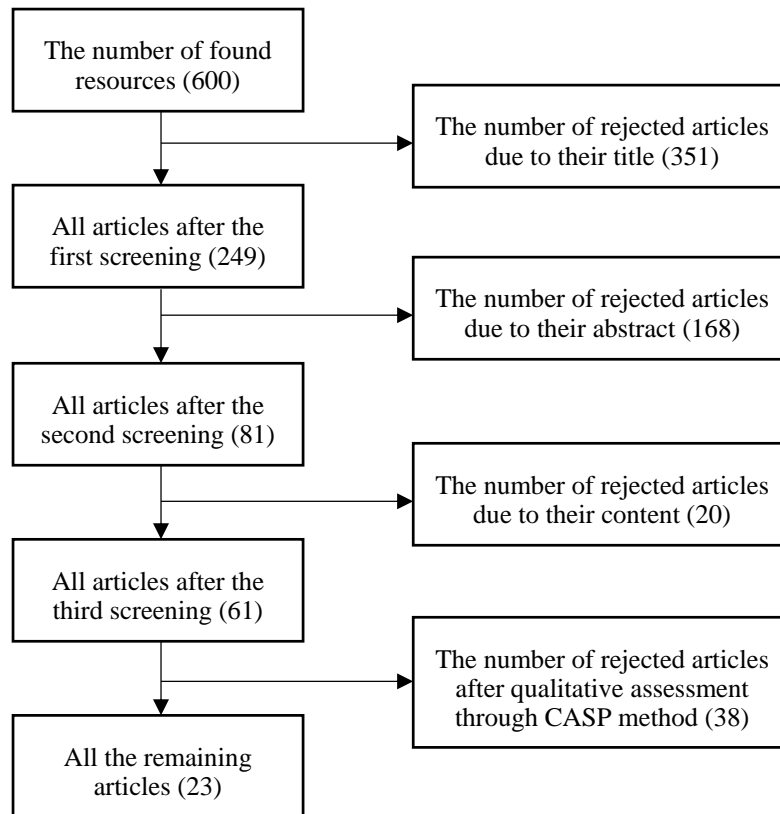 The number of found
resources (600)
The number of rejected articles
due to their title (351)
All articles after the
first screening (249)
The number of rejected articles
due to their abstract (168)
All articles after the
second screening (81)
The number of rejected articles
due to their content (20)
All articles after the
third screening (61)
The number of rejected articles
after qualitative assessment
through CASP method (38)
All the remaining
articles (23)